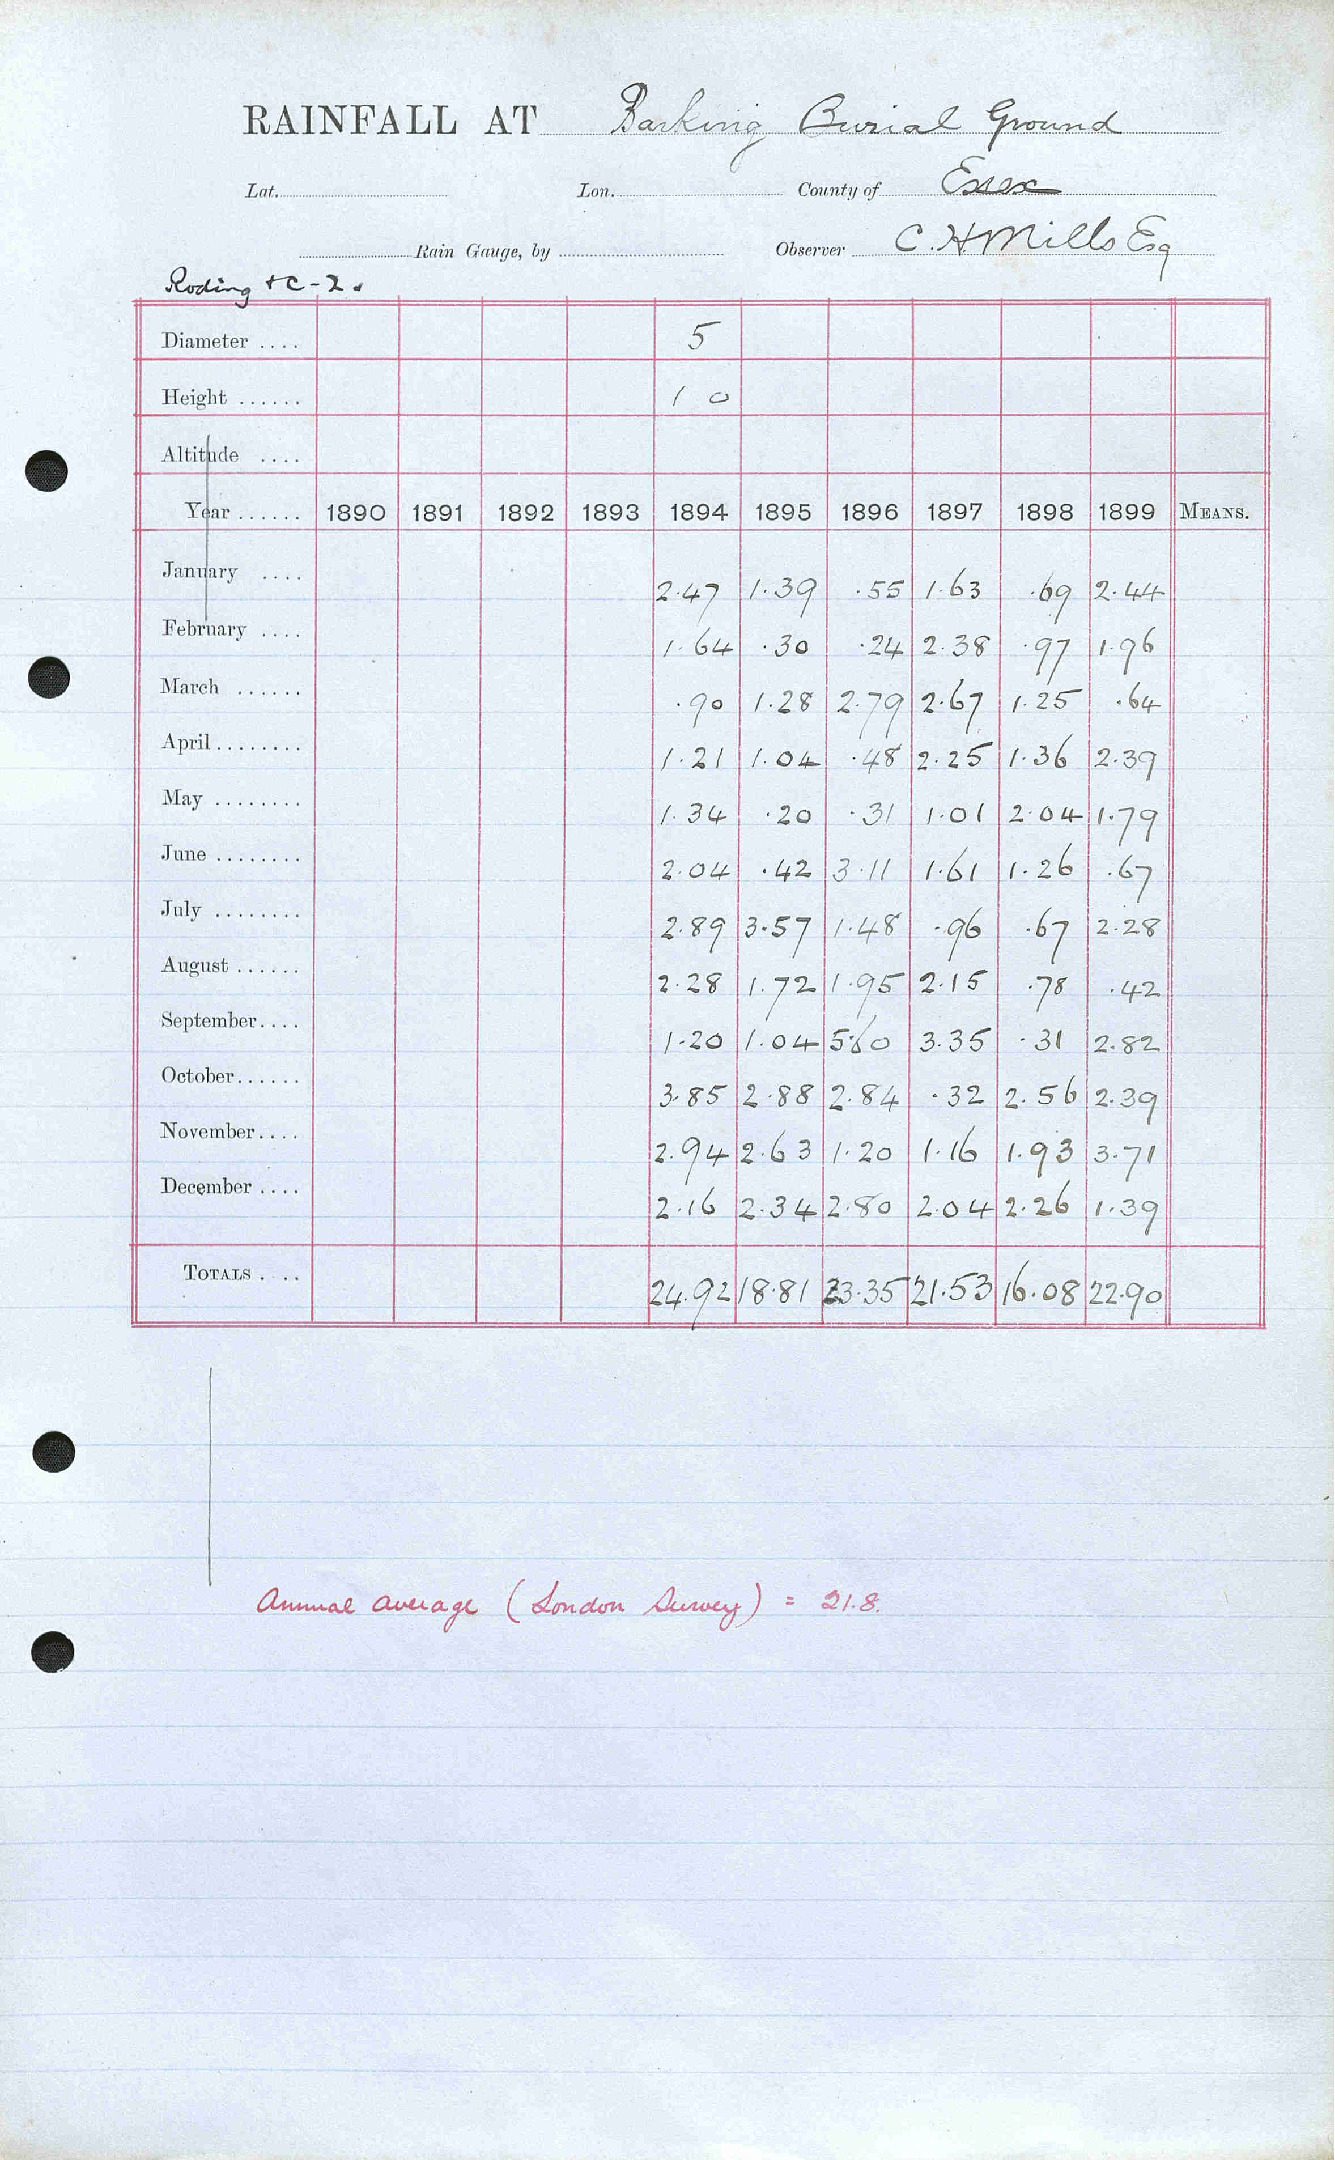 RAINFALL AT Barking Burial Ground
Lat. Lon. County of Essex
Rain Gauge, by Observer C. H Mills Esq
Roding + C - 2.
Diameter .... 5
Height ...... 1 0
Altitude ....
Year ...... 1890 1891 1892 1893 1894 1895 1896 1897 1898 1899 MEANS.
January .... 2.47 1.39 .55 1.63 .69 2.44
February .... 1.64 .30 .24 2.38 .97 1.96
March ...... .90 1.28 2.79 2.67 1.25 .64
April ........ 1.21 1.04 .48 2.25 1.36 2.39
May ........ 1.34 .20 .31 1.01 2.04 1.79
June ........ 2.04 .42 3.11 1.61 1.26 .67
July ........ 2.89 3.57 1.48 .96 .67 2.28
August ...... 2.28 1.72 1.95 2.15 .78 .42
September .... 1.20 1.04 5.60 3.35 .31 2.82
October ...... 3.85 2.88 2.84 .32 2.56 2.39
November .... 2.94 2.63 1.20 1.16 1.93 3.71
December .... 2.16 2.34 2.80 2.04 2.26 1.39
TOTALS .... 24.92 18.81 23.35 21.53 16.08 22.90
Annual average (London Survey) = 21.8.